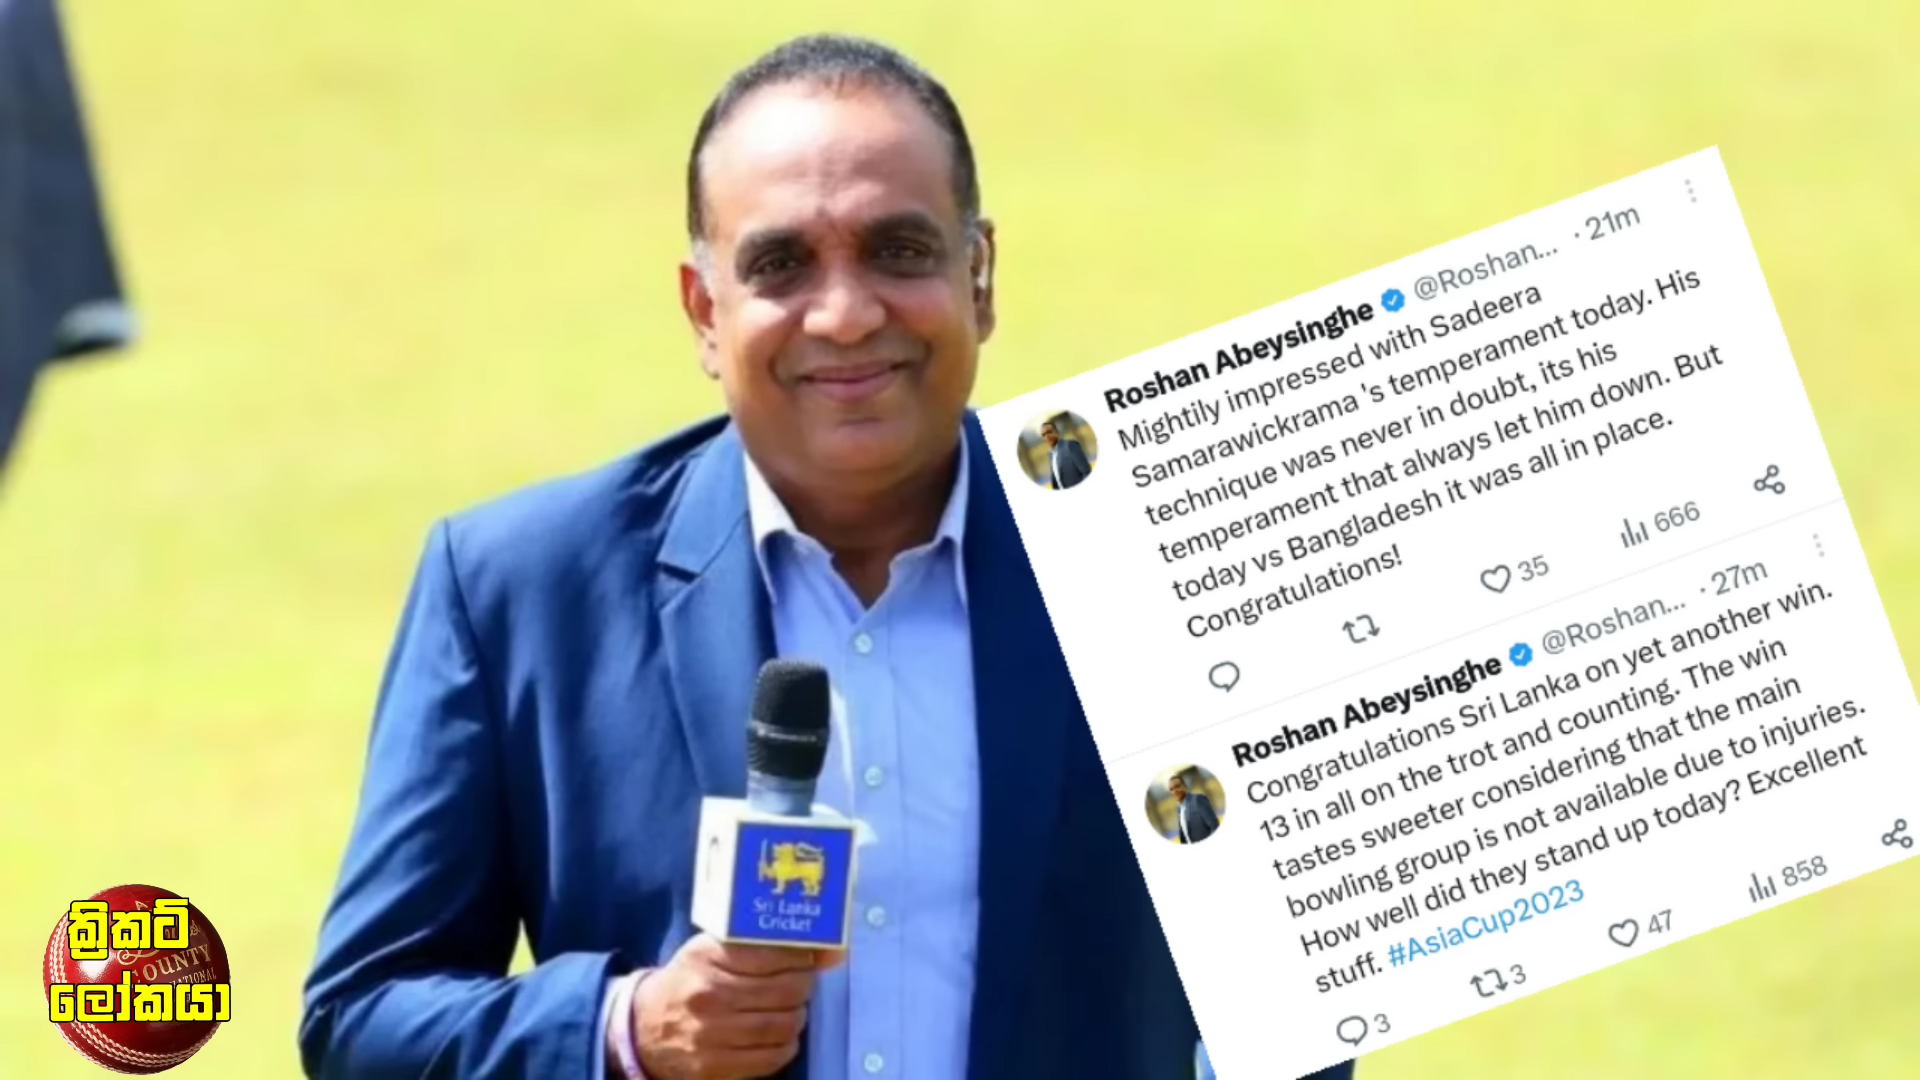 Roshan Abeysinghe @Roshan... · 21m
Mightily impressed with Sadeera
Samarawickrama 's temperament today. His
technique was never in doubt, its his
temperament that always let him down. But
today vs Bangladesh it was all in place.
Congratulations!
35
666
Roshan Abeysinghe @Roshan... · 27m
Congratulations Sri Lanka on yet another win.
13 in all on the trot and counting. The win
tastes sweeter considering that the main
bowling group is not available due to injuries.
How well did they stand up today? Excellent
stuff. #AsiaCup2023
3
3
47
858
Sri Lanka
Cricket
ක්‍රිකට්
COUNTY
ලෝකයා